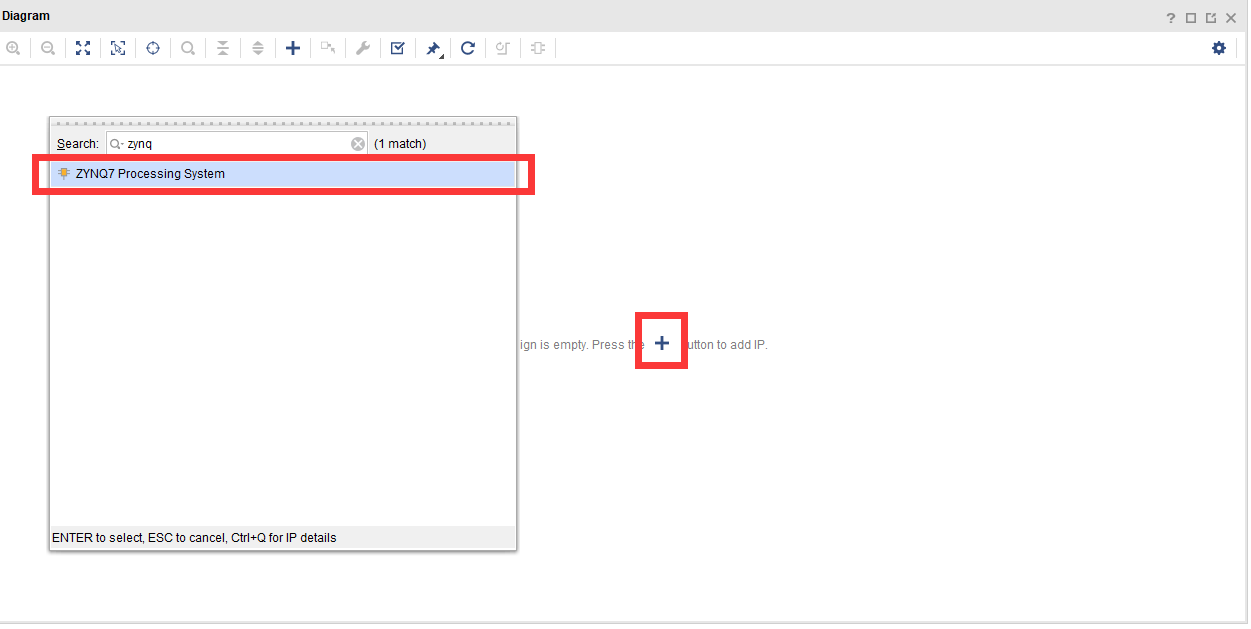 Diagram
Search: zynq (1 match)
ZYNQ7 Processing System
ign is empty. Press the + utton to add IP.
ENTER to select, ESC to cancel, Ctrl+Q for IP details